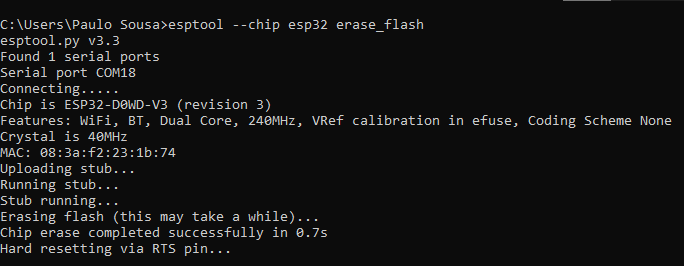 C:\Users\Paulo Sousa>esptool --chip esp32 erase_flash
esptool.py v3.3
Found 1 serial ports
Serial port COM18
Connecting.....
Chip is ESP32-D0WD-V3 (revision 3)
Features: WiFi, BT, Dual Core, 240MHz, VRef calibration in efuse, Coding Scheme None
Crystal is 40MHz
MAC: 08:3a:f2:23:1b:74
Uploading stub...
Running stub...
Stub running...
Erasing flash (this may take a while)...
Chip erase completed successfully in 0.7s
Hard resetting via RTS pin...